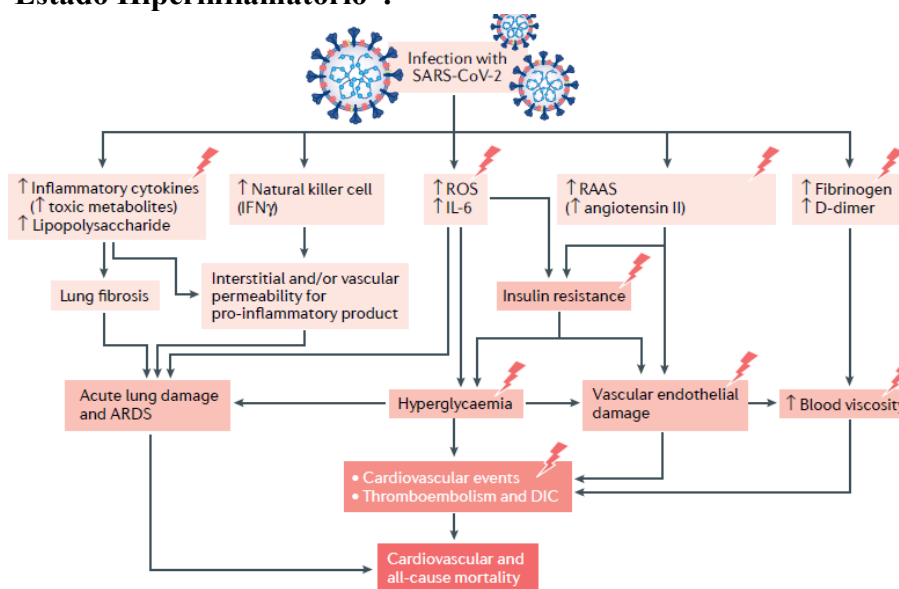 Estado Hiperinflamatorio".
Infection with
SARS-CoV-2
↑ Inflammatory cytokines
(↑ toxic metabolites)
↑ Lipopolysaccharide
↑ Natural killer cell
(IFNγ)
↑ ROS
↑ IL-6
↑ RAAS
(↑ angiotensin II)
↑ Fibrinogen
↑ D-dimer
Lung fibrosis
Interstitial and/or vascular
permeability for
pro-inflammatory product
Insulin resistance
Acute lung damage
and ARDS
Hyperglycaemia
Vascular endothelial
damage
↑ Blood viscosity
• Cardiovascular events
• Thromboembolism and DIC
Cardiovascular and
all-cause mortality